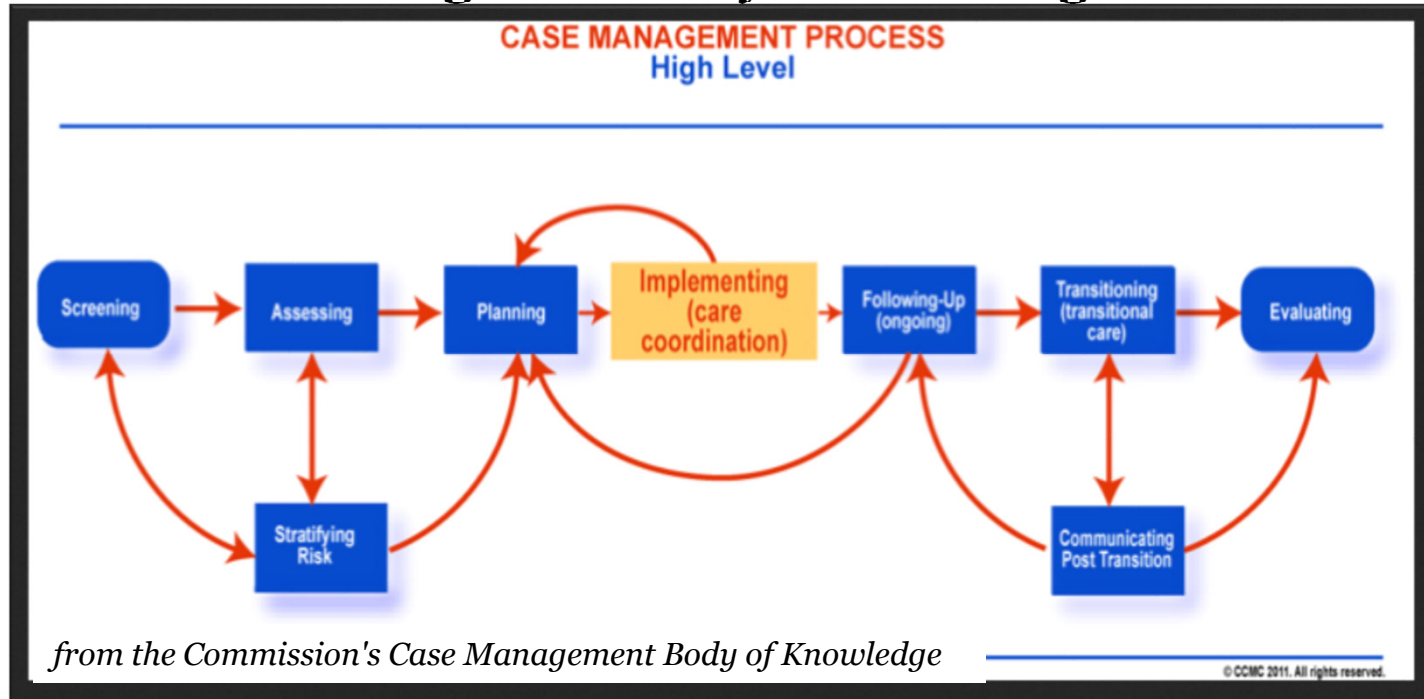 CASE MANAGEMENT PROCESS
High Level
Screening
Assessing
Planning
Implementing
(care
coordination)
Following-Up
(ongoing)
Transitioning
(transitional
care)
Evaluating
Stratifying
Risk
Communicating
Post Transition
from the Commission's Case Management Body of Knowledge
© CCMC 2011. All rights reserved.